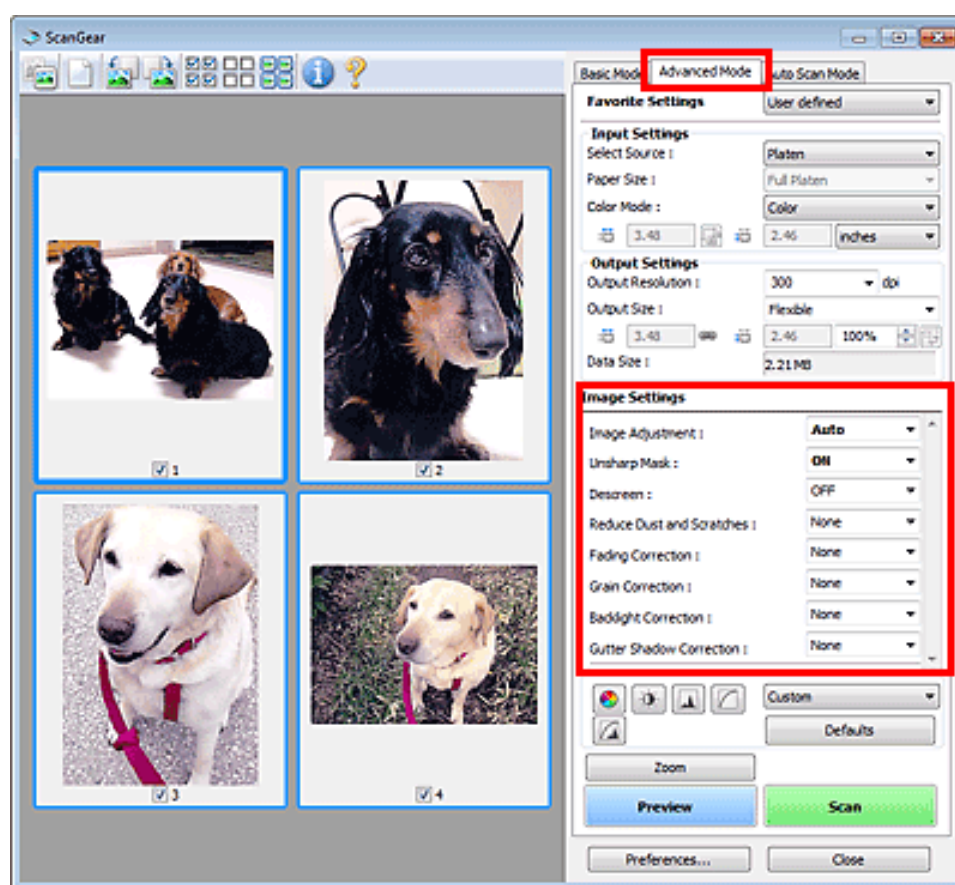 ScanGear
Basic Mode Advanced Mode Auto Scan Mode
Favorite Settings User defined
Input Settings
Select Source : Platen
Paper Size : Full Platen
Color Mode : Color
3.48 2.46 inches
Output Settings
Output Resolution : 300 dpi
Output Size : Flexible
3.48 2.46 100%
Data Size : 2.21 MB
Image Settings
Image Adjustment : Auto
Unsharp Mask : ON
Descreen : OFF
Reduce Dust and Scratches : None
Fading Correction : None
Grain Correction : None
Backlight Correction : None
Gutter Shadow Correction : None
Custom
Defaults
Zoom
Preview Scan
Preferences... Close
1 2
3 4